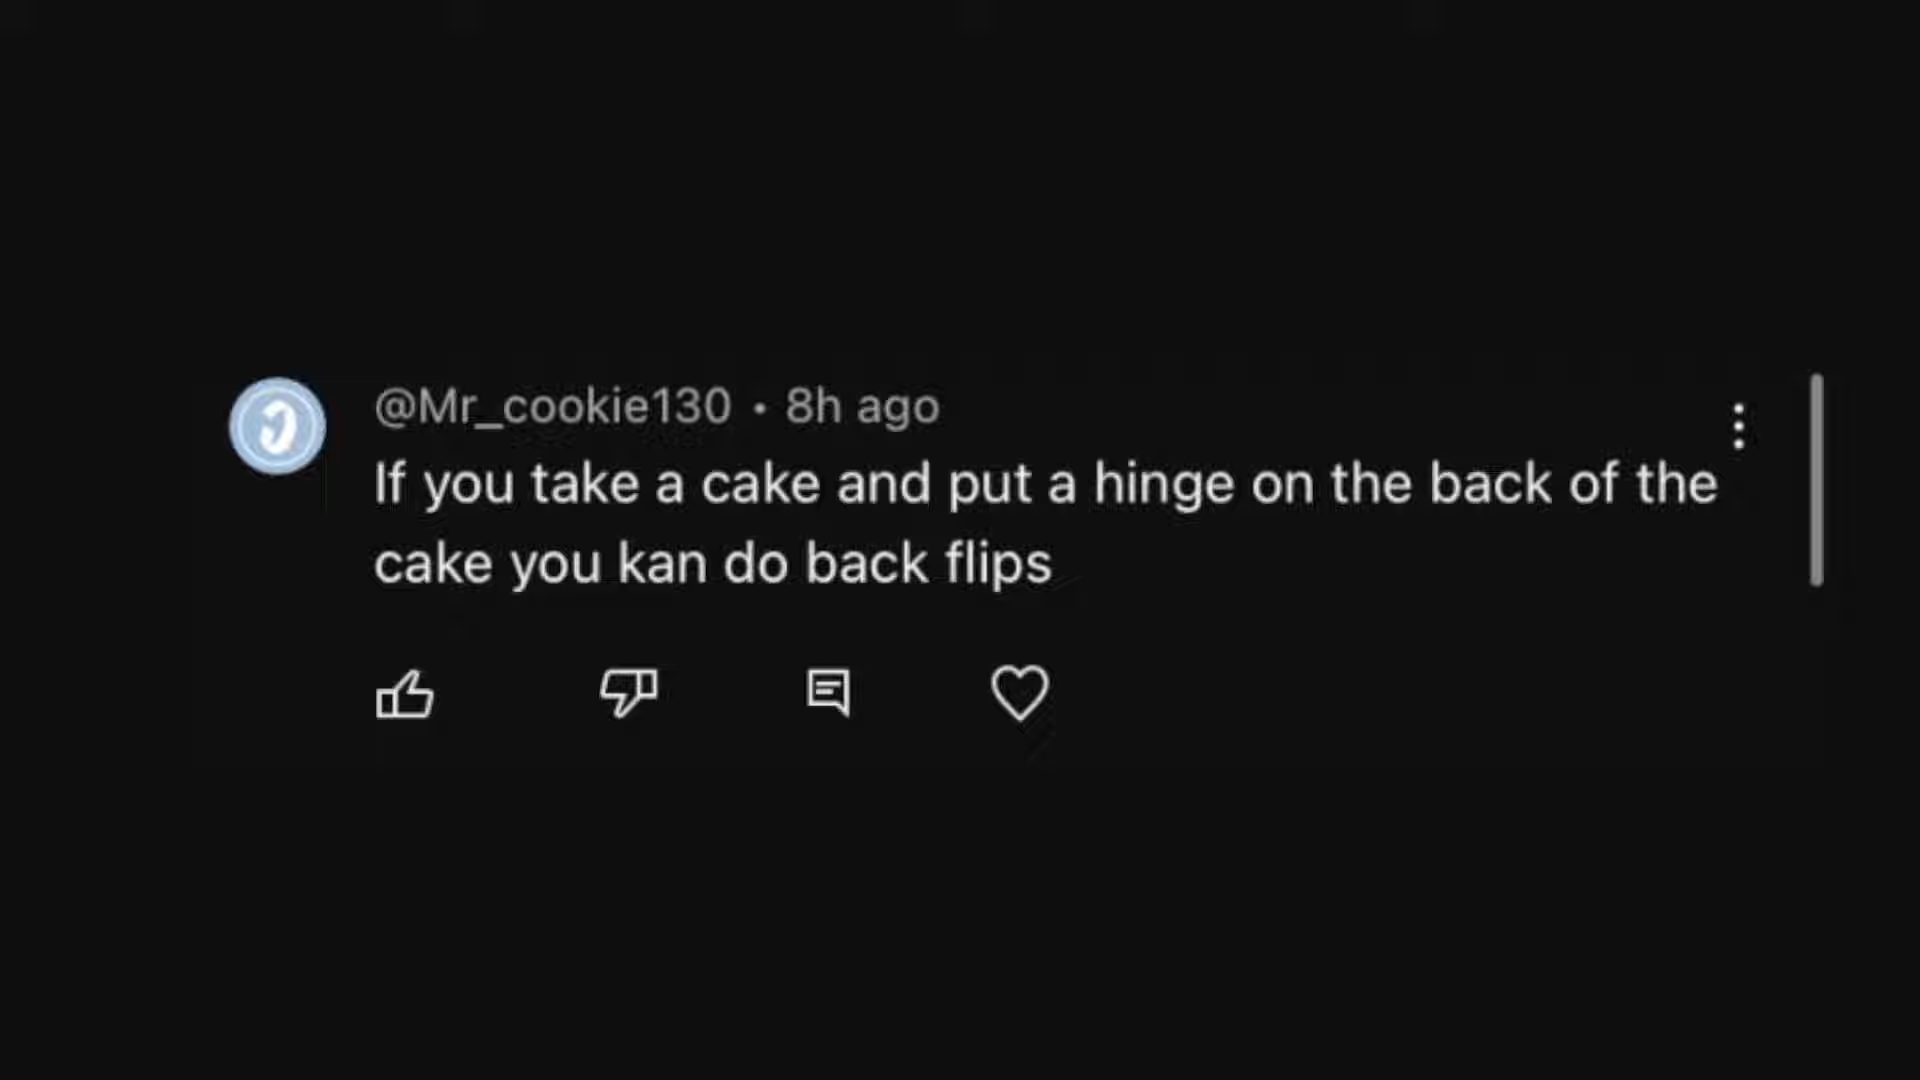 @Mr_cookie130 • 8h ago
If you take a cake and put a hinge on the back of the
cake you kan do back flips